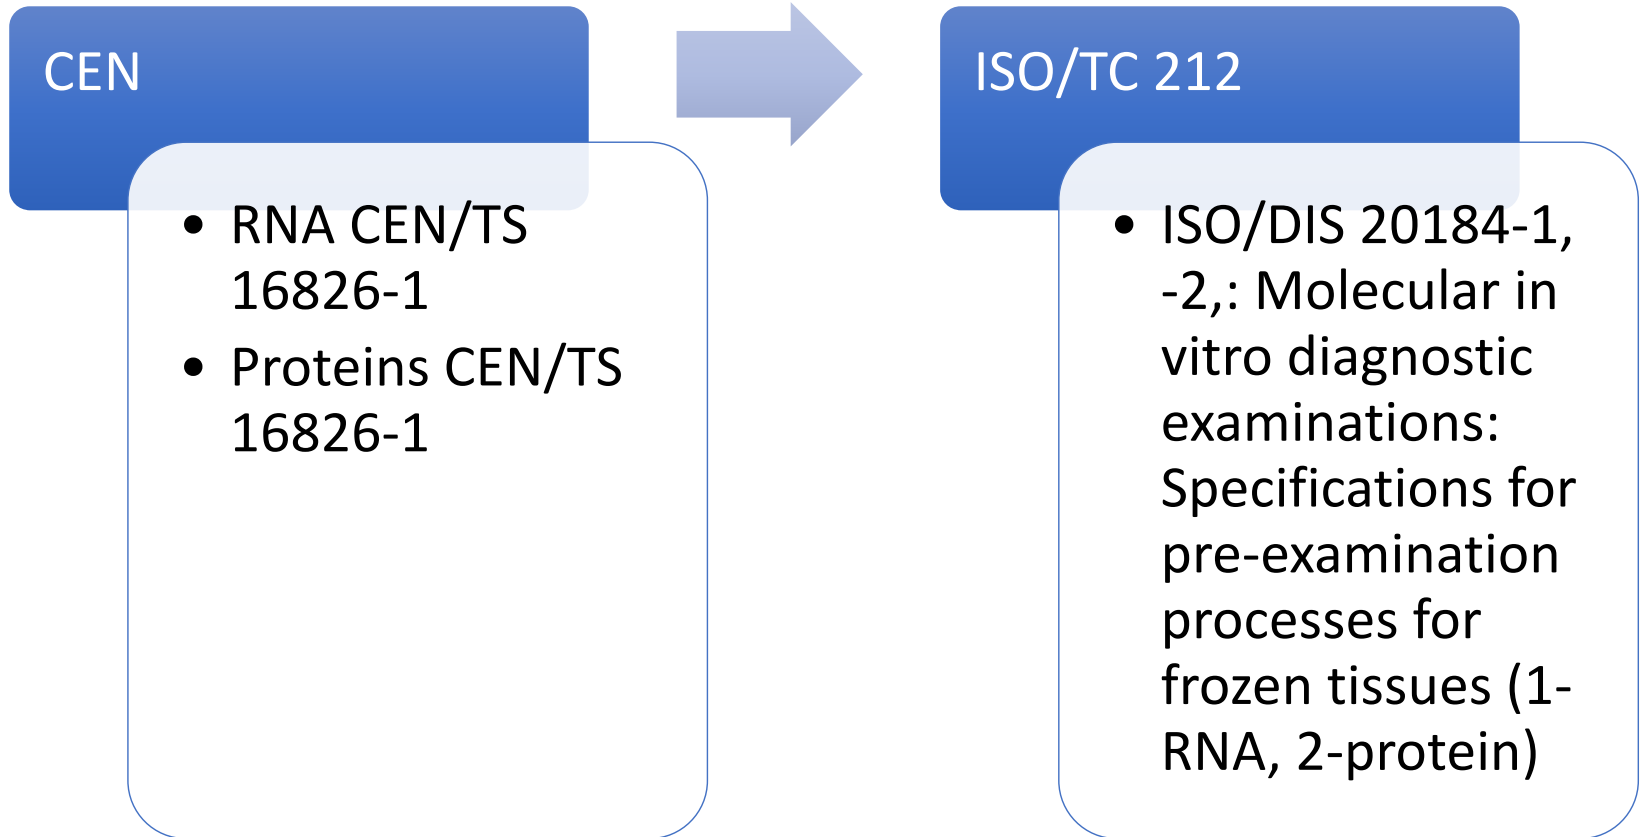 CEN
• RNA CEN/TS
16826-1
• Proteins CEN/TS
16826-1
ISO/TC 212
• ISO/DIS 20184-1,
-2,: Molecular in
vitro diagnostic
examinations:
Specifications for
pre-examination
processes for
frozen tissues (1-
RNA, 2-protein)